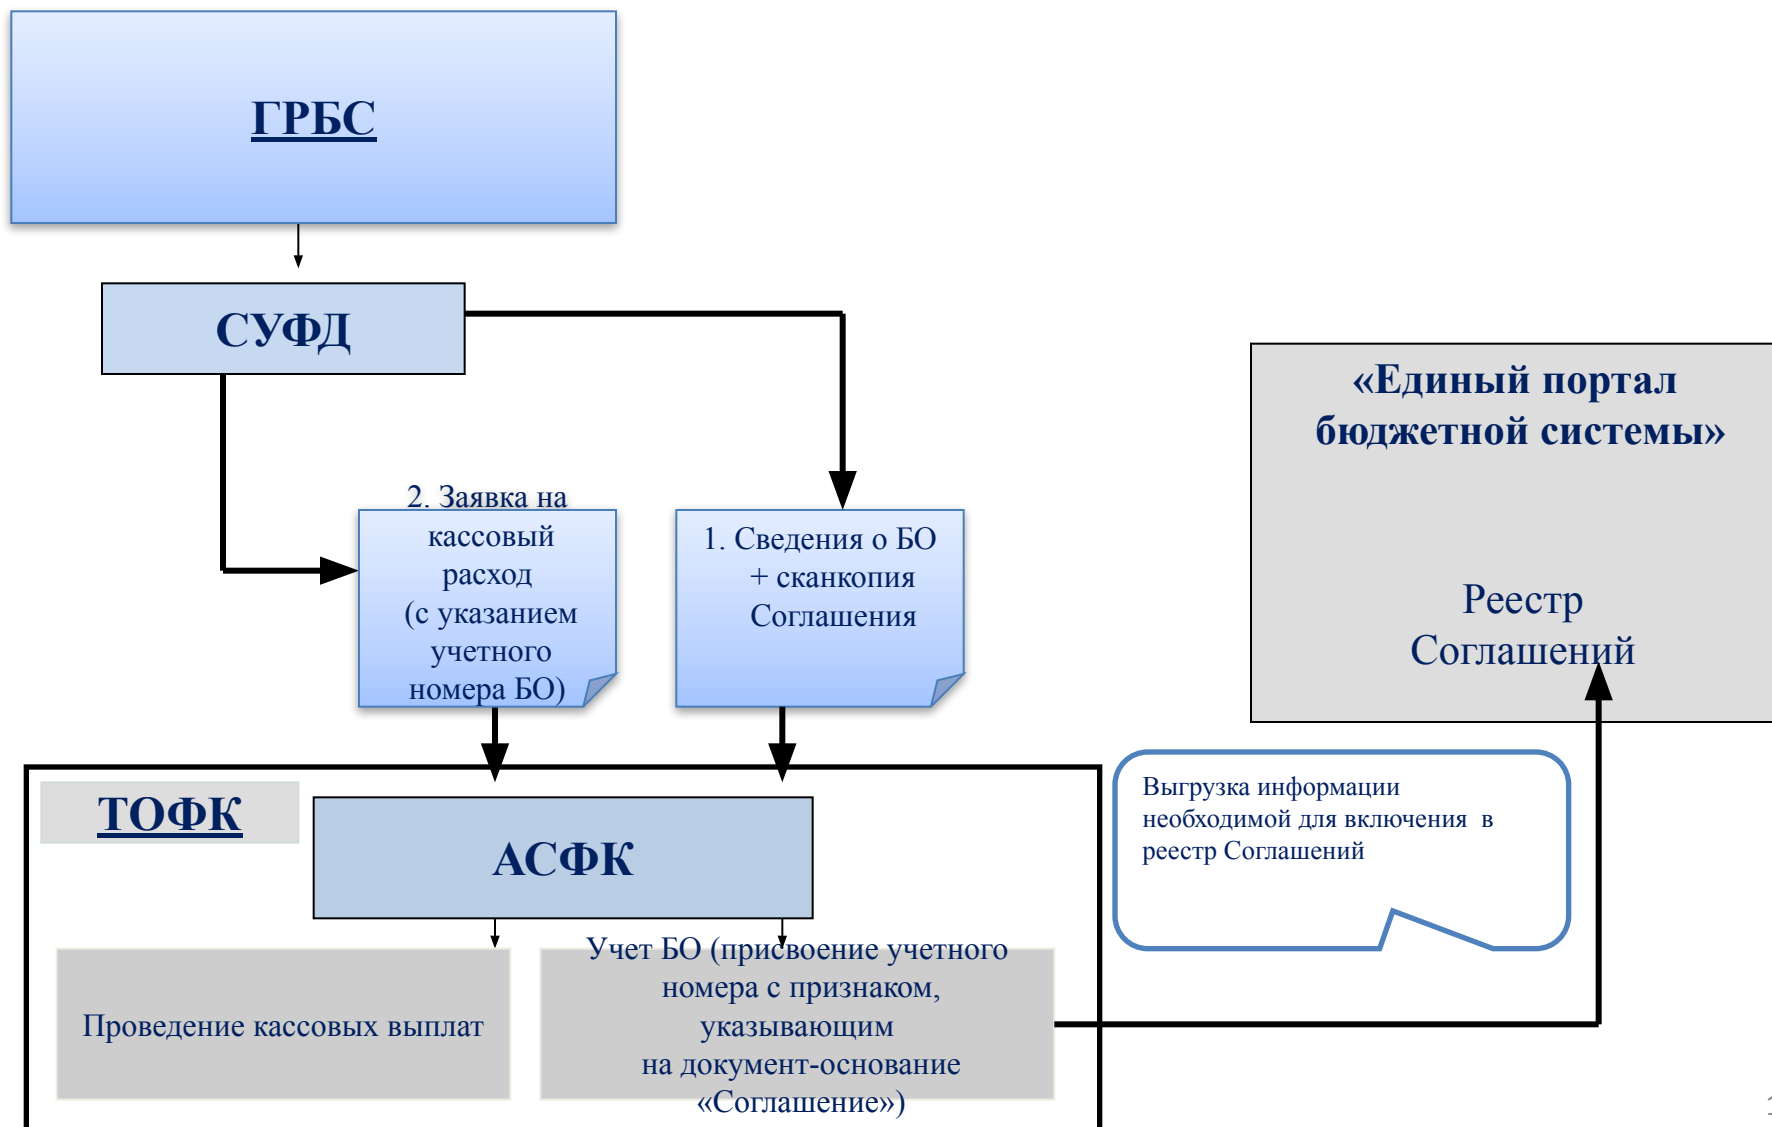 ГРБС
СУФД
«Единый портал
бюджетной системы»
Реестр
Соглашений
2. Заявка на
кассовый
расход
(с указанием
учетного
номера БО)
1. Сведения о БО
+ сканкопия
Соглашения
ТОФК
АСФК
Выгрузка информации
необходимой для включения в
реестр Соглашений
Проведение кассовых выплат
Учет БО (присвоение учетного
номера с признаком,
указывающим
на документ-основание
«Соглашение»)